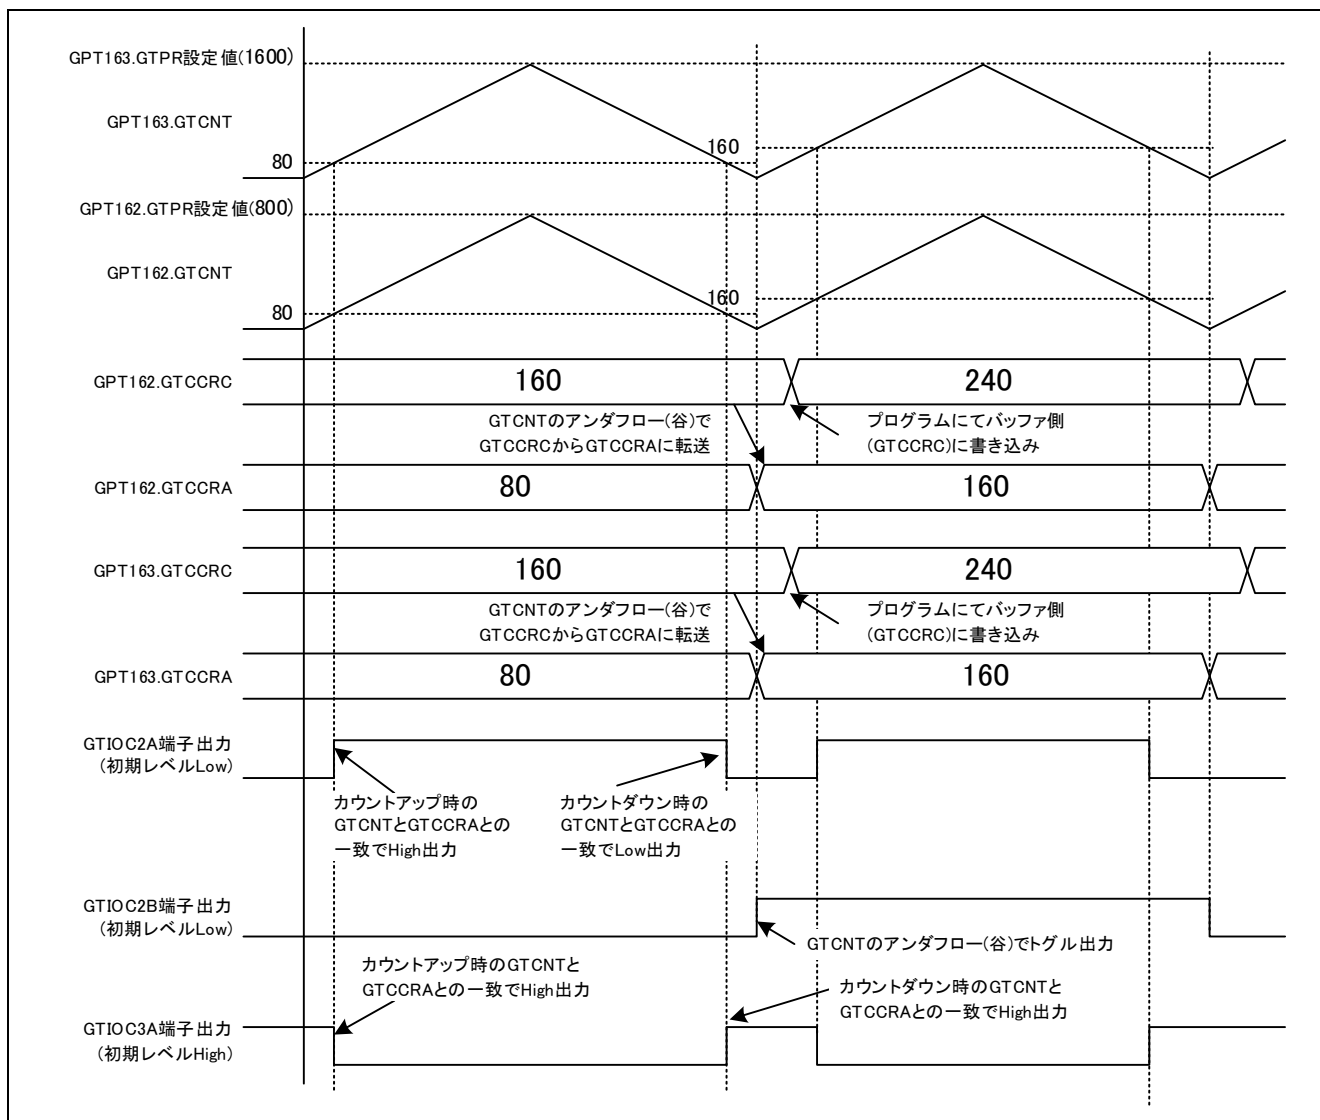 GPT163.GTPR設定値(1600)
GPT163.GTCNT
160
80
GPT162.GTPR設定値(800)
GPT162.GTCNT
160
80
GPT162.GTCCRC
160
240
GTCNTのアンダフロー(谷)で
GTCCRCからGTCCRAに転送
プログラムにてバッファ側
(GTCCRC)に書き込み
GPT162.GTCCRA
80
160
GPT163.GTCCRC
160
240
GTCNTのアンダフロー(谷)で
GTCCRCからGTCCRAに転送
プログラムにてバッファ側
(GTCCRC)に書き込み
GPT163.GTCCRA
80
160
GTIOC2A端子出力
(初期レベルLow)
カウントアップ時の
GTCNTとGTCCRAとの
一致でHigh出力
カウントダウン時の
GTCNTとGTCCRAとの
一致でLow出力
GTIOC2B端子出力
(初期レベルLow)
GTCNTのアンダフロー(谷)でトグル出力
カウントアップ時のGTCNTと
GTCCRAとの一致でHigh出力
カウントダウン時のGTCNTと
GTCCRAとの一致でHigh出力
GTIOC3A端子出力
(初期レベルHigh)